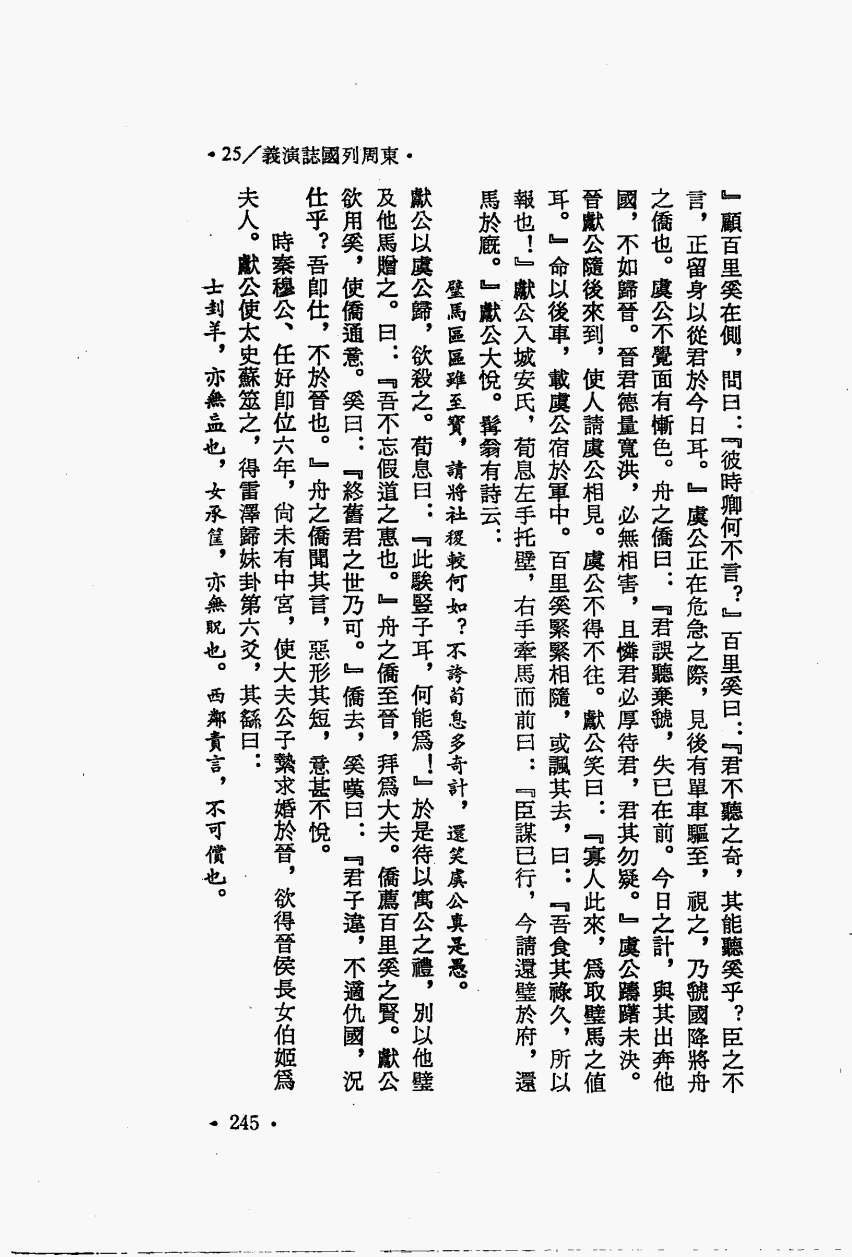 •25/義演誌國列周東•
』顧百里奚在側，問曰：『彼時卿何不言？』百里奚曰：『君不聽之奇，其能聽奚乎？臣之不
言，正留身以從君於今日耳。』虞公正在危急之際，見後有單車驅至，視之，乃虢國降將舟
之僑也。虞公不覺面有慚色。舟之僑曰：『君誤聽棄虢，失已在前。今日之計，與其出奔他
國，不如歸晉。晉君德量寬洪，必無相害，且憐君必厚待君，君其勿疑。』虞公躊躇未決。
晉獻公隨後來到，使人請虞公相見。虞公不得不往。獻公笑曰：『寡人此來，爲取璧馬之値
耳。』命以後車，載虞公宿於軍中。百里奚緊緊相隨，或諷其去，曰：『吾食其祿久，所以
報也！』獻公入城安民，荀息左手托璧，右手牽馬而前曰：『臣謀已行，今請還璧於府，還
馬於廐。』獻公大悅。髯翁有詩云：
璧馬區區雖至寶，請將社稷較何如？不誇荀息多奇計，還笑虞公真是愚。
獻公以虞公歸，欲殺之。荀息曰：『此騃豎子耳，何能爲！』於是待以寓公之禮，別以他璧
及他馬贈之。曰：『吾不忘假道之惠也。』舟之僑至晉，拜爲大夫。僑薦百里奚之賢。獻公
欲用奚，使僑通意。奚曰：『終舊君之世乃可。』僑去，奚嘆曰：『君子違，不適仇國，況
仕乎？吾卽仕，不於晉也。』舟之僑聞其言，惡形其短，意甚不悅。
時秦穆公、任好卽位六年，尙未有中宮，使大夫公子縶求婚於晉，欲得晉侯長女伯姬爲
夫人。獻公使太史蘇筮之，得雷澤歸妹卦第六爻，其繇曰：
士刲羊，亦無衁也，女承筐，亦無貺也。西鄰責言，不可償也。
•245•